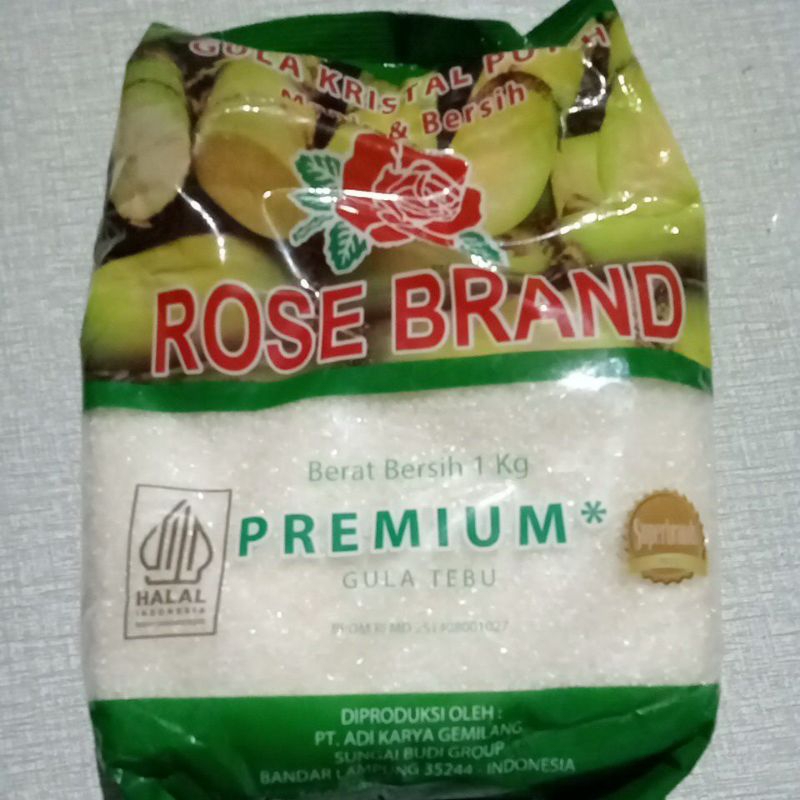 GULA KRISTAL PUTIH
& Bersih
ROSE BRAND
Berat Bersih 1 Kg
PREMIUM*
GULA TEBU
HALAL
INDONESIA
Superbrands
DIPRODUKSI OLEH :
PT. ADI KARYA GEMILANG
SUNGAI BUDI GROUP
BANDAR LAMPUNG 35244 - INDONESIA